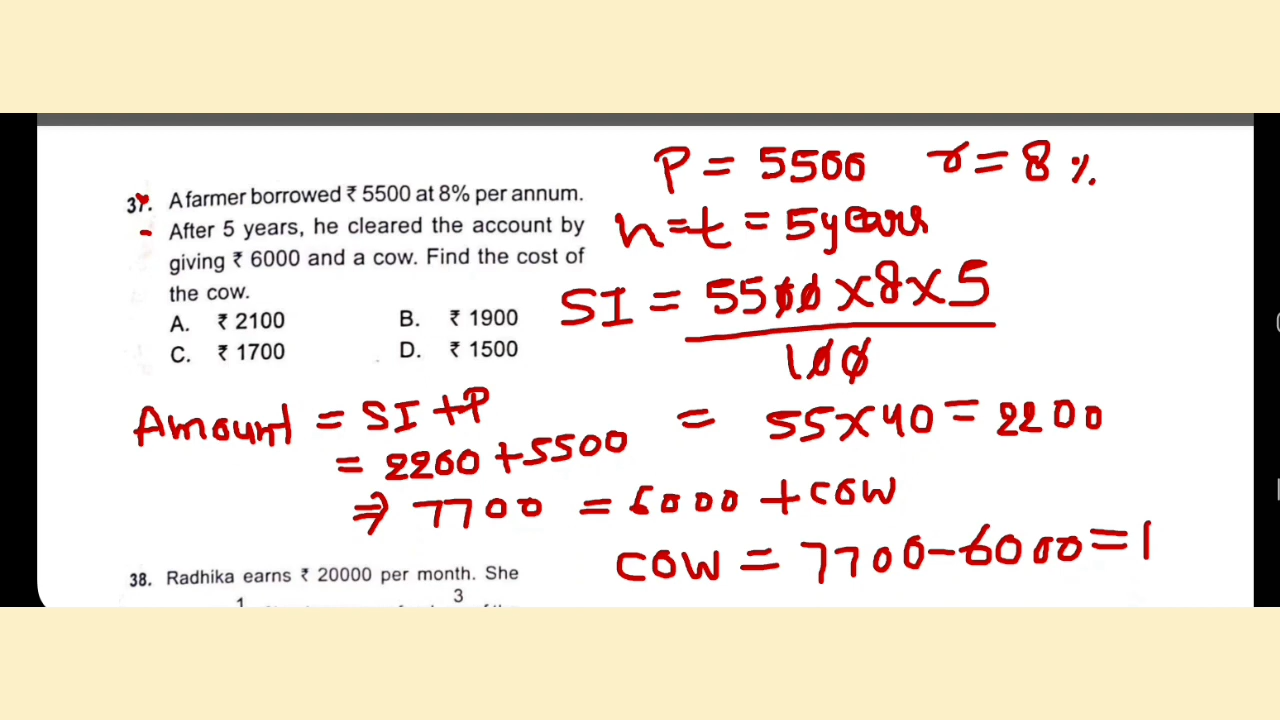 37. A farmer borrowed ₹ 5500 at 8% per annum.
After 5 years, he cleared the account by
giving ₹ 6000 and a cow. Find the cost of
the cow.
A. ₹ 2100 B. ₹ 1900
C. ₹ 1700 D. ₹ 1500
P = 5500 r = 8 %.
n = t = 5 years
SI = 5500 x 8 x 5
100
= 55 x 40 = 2200
Amount = SI + P
= 2200 + 5500
⇒ 7700 = 6000 + cow
cow = 7700 - 6000 = 1
38. Radhika earns ₹ 20000 per month. She
1 3